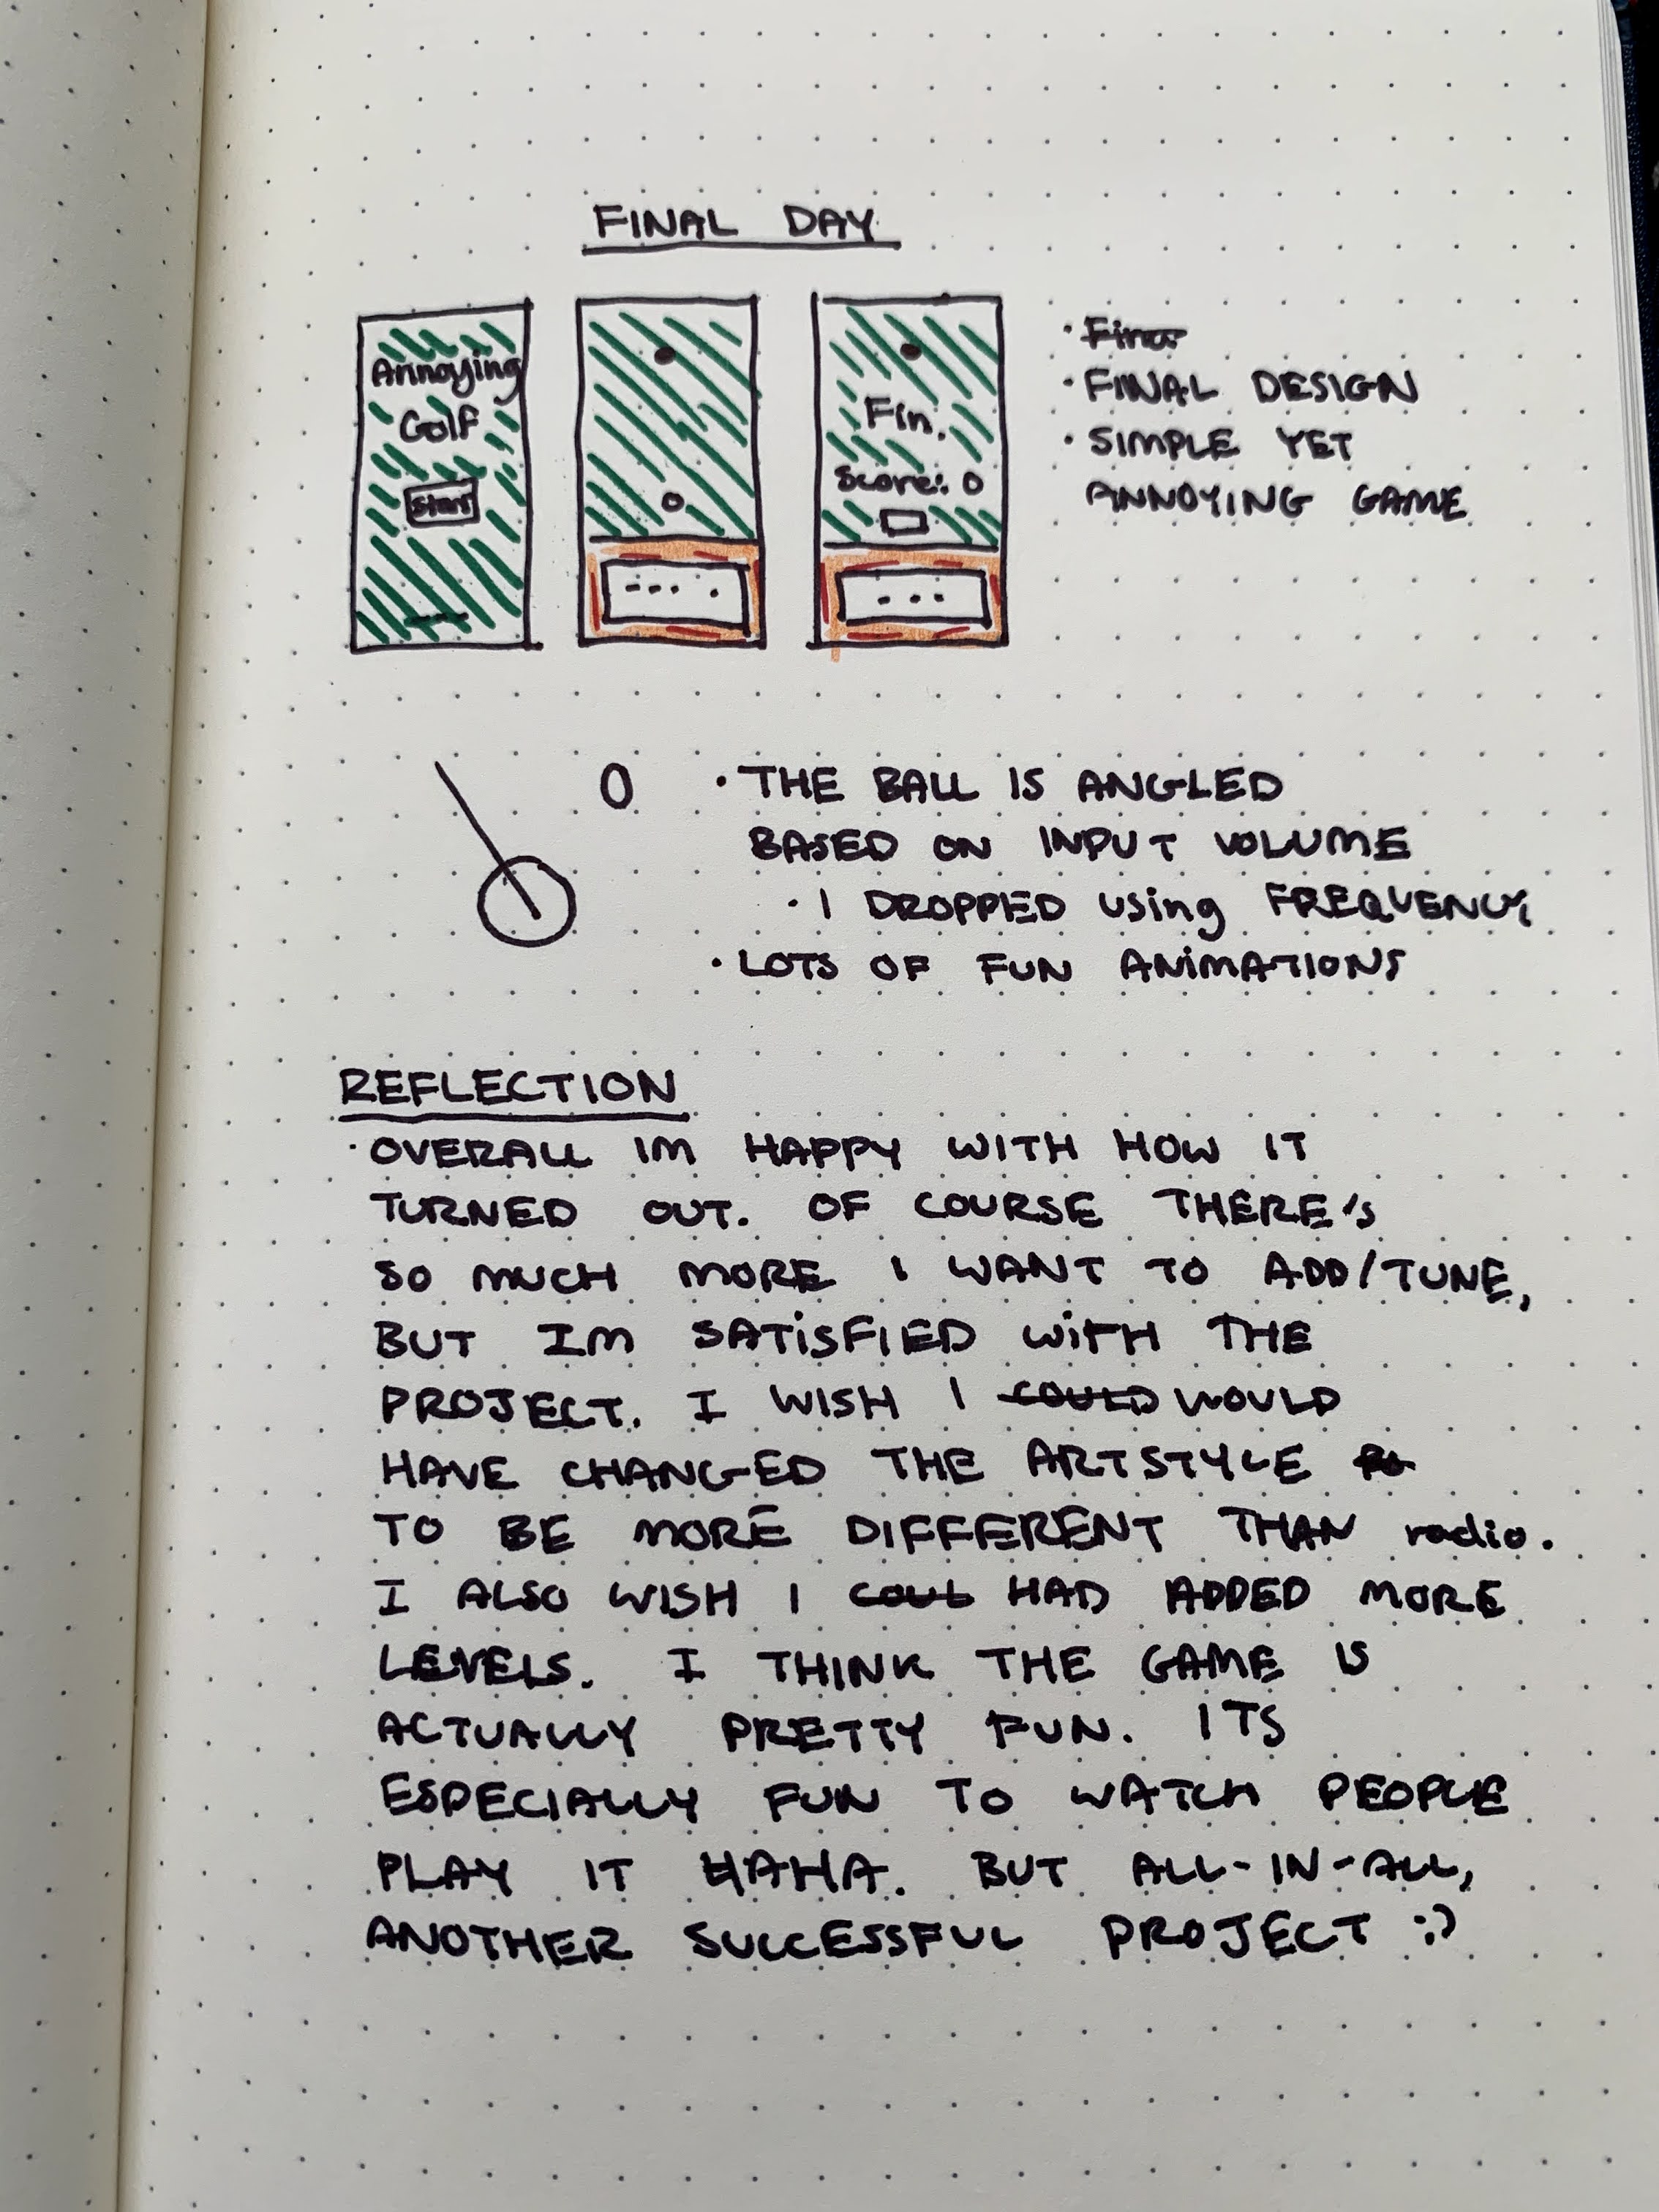 FINAL DAY
Annoying
Golf
Start
Fin.
Score: 0
· Fina
· FINAL DESIGN
· SIMPLE YET
ANNOYING GAME
0
· THE BALL IS ANGLED
BASED ON INPUT VOLUME
· I DROPPED using FREQUENCY
· LOTS OF FUN ANIMATIONS
REFLECTION
· OVERALL IM HAPPY WITH HOW IT
TURNED OUT. OF COURSE THERE'S
SO MUCH MORE I WANT TO ADD/TUNE,
BUT IM SATISFIED WITH THE
PROJECT. I WISH I COULD WOULD
HAVE CHANGED THE ARTSTYLE
TO BE MORE DIFFERENT THAN radio.
I ALSO WISH I COUL HAD ADDED MORE
LEVELS. I THINK THE GAME IS
ACTUALLY PRETTY FUN. ITS
ESPECIALLY FUN TO WATCH PEOPLE
PLAY IT HAHA. BUT ALL-IN-ALL,
ANOTHER SUCCESSFUL PROJECT :)